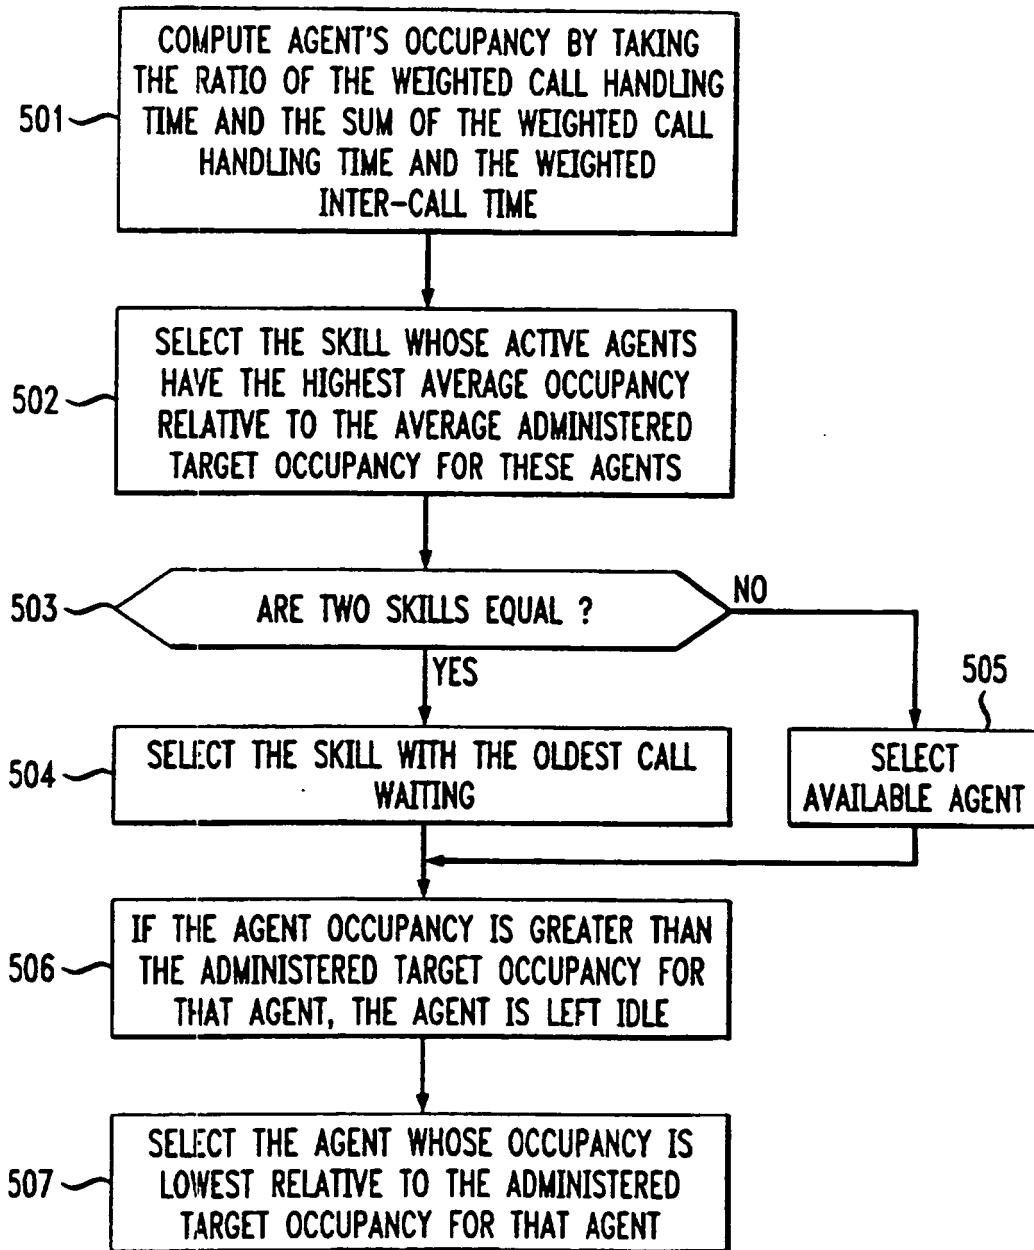 COMPUTE AGENT'S OCCUPANCY BY TAKING
THE RATIO OF THE WEIGHTED CALL HANDLING
TIME AND THE SUM OF THE WEIGHTED CALL
HANDLING TIME AND THE WEIGHTED
INTER-CALL TIME
501
SELECT THE SKILL WHOSE ACTIVE AGENTS
HAVE THE HIGHEST AVERAGE OCCUPANCY
RELATIVE TO THE AVERAGE ADMINISTERED
TARGET OCCUPANCY FOR THESE AGENTS
502
503
ARE TWO SKILLS EQUAL ?
NO
YES
505
504
SELECT THE SKILL WITH THE OLDEST CALL
WAITING
SELECT
AVAILABLE AGENT
IF THE AGENT OCCUPANCY IS GREATER THAN
THE ADMINISTERED TARGET OCCUPANCY FOR
THAT AGENT, THE AGENT IS LEFT IDLE
506
SELECT THE AGENT WHOSE OCCUPANCY IS
LOWEST RELATIVE TO THE ADMINISTERED
TARGET OCCUPANCY FOR THAT AGENT
507